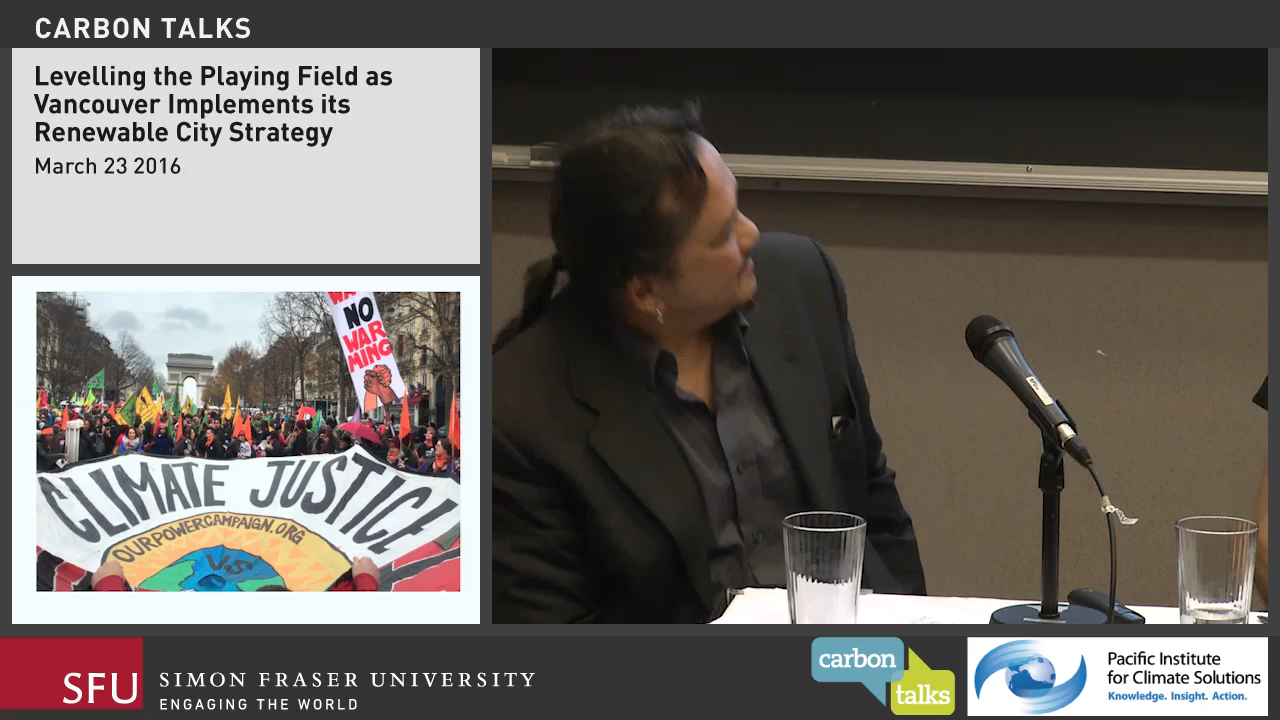 CARBON TALKS
Levelling the Playing Field as
Vancouver Implements its
Renewable City Strategy
March 23 2016
NO
WAR
MING
CLIMATE JUSTICE
OURPOWERCAMPAIGN.ORG
SFU
SIMON FRASER UNIVERSITY
ENGAGING THE WORLD
carbon
talks
Pacific Institute
for Climate Solutions
Knowledge. Insight. Action.